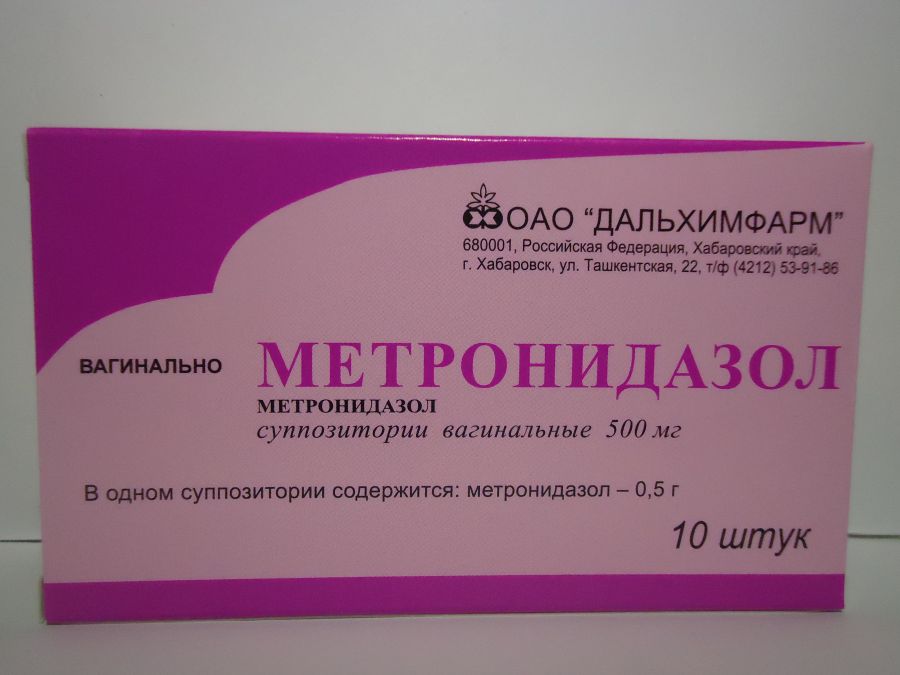 ОАО "ДАЛЬХИМФАРМ"
680001, Российская Федерация, Хабаровский край,
г. Хабаровск, ул. Ташкентская, 22, т/ф (4212) 53-91-86
ВАГИНАЛЬНО
МЕТРОНИДАЗОЛ
МЕТРОНИДАЗОЛ
суппозитории вагинальные 500 мг
В одном суппозитории содержится: метронидазол – 0,5 г
10 штук